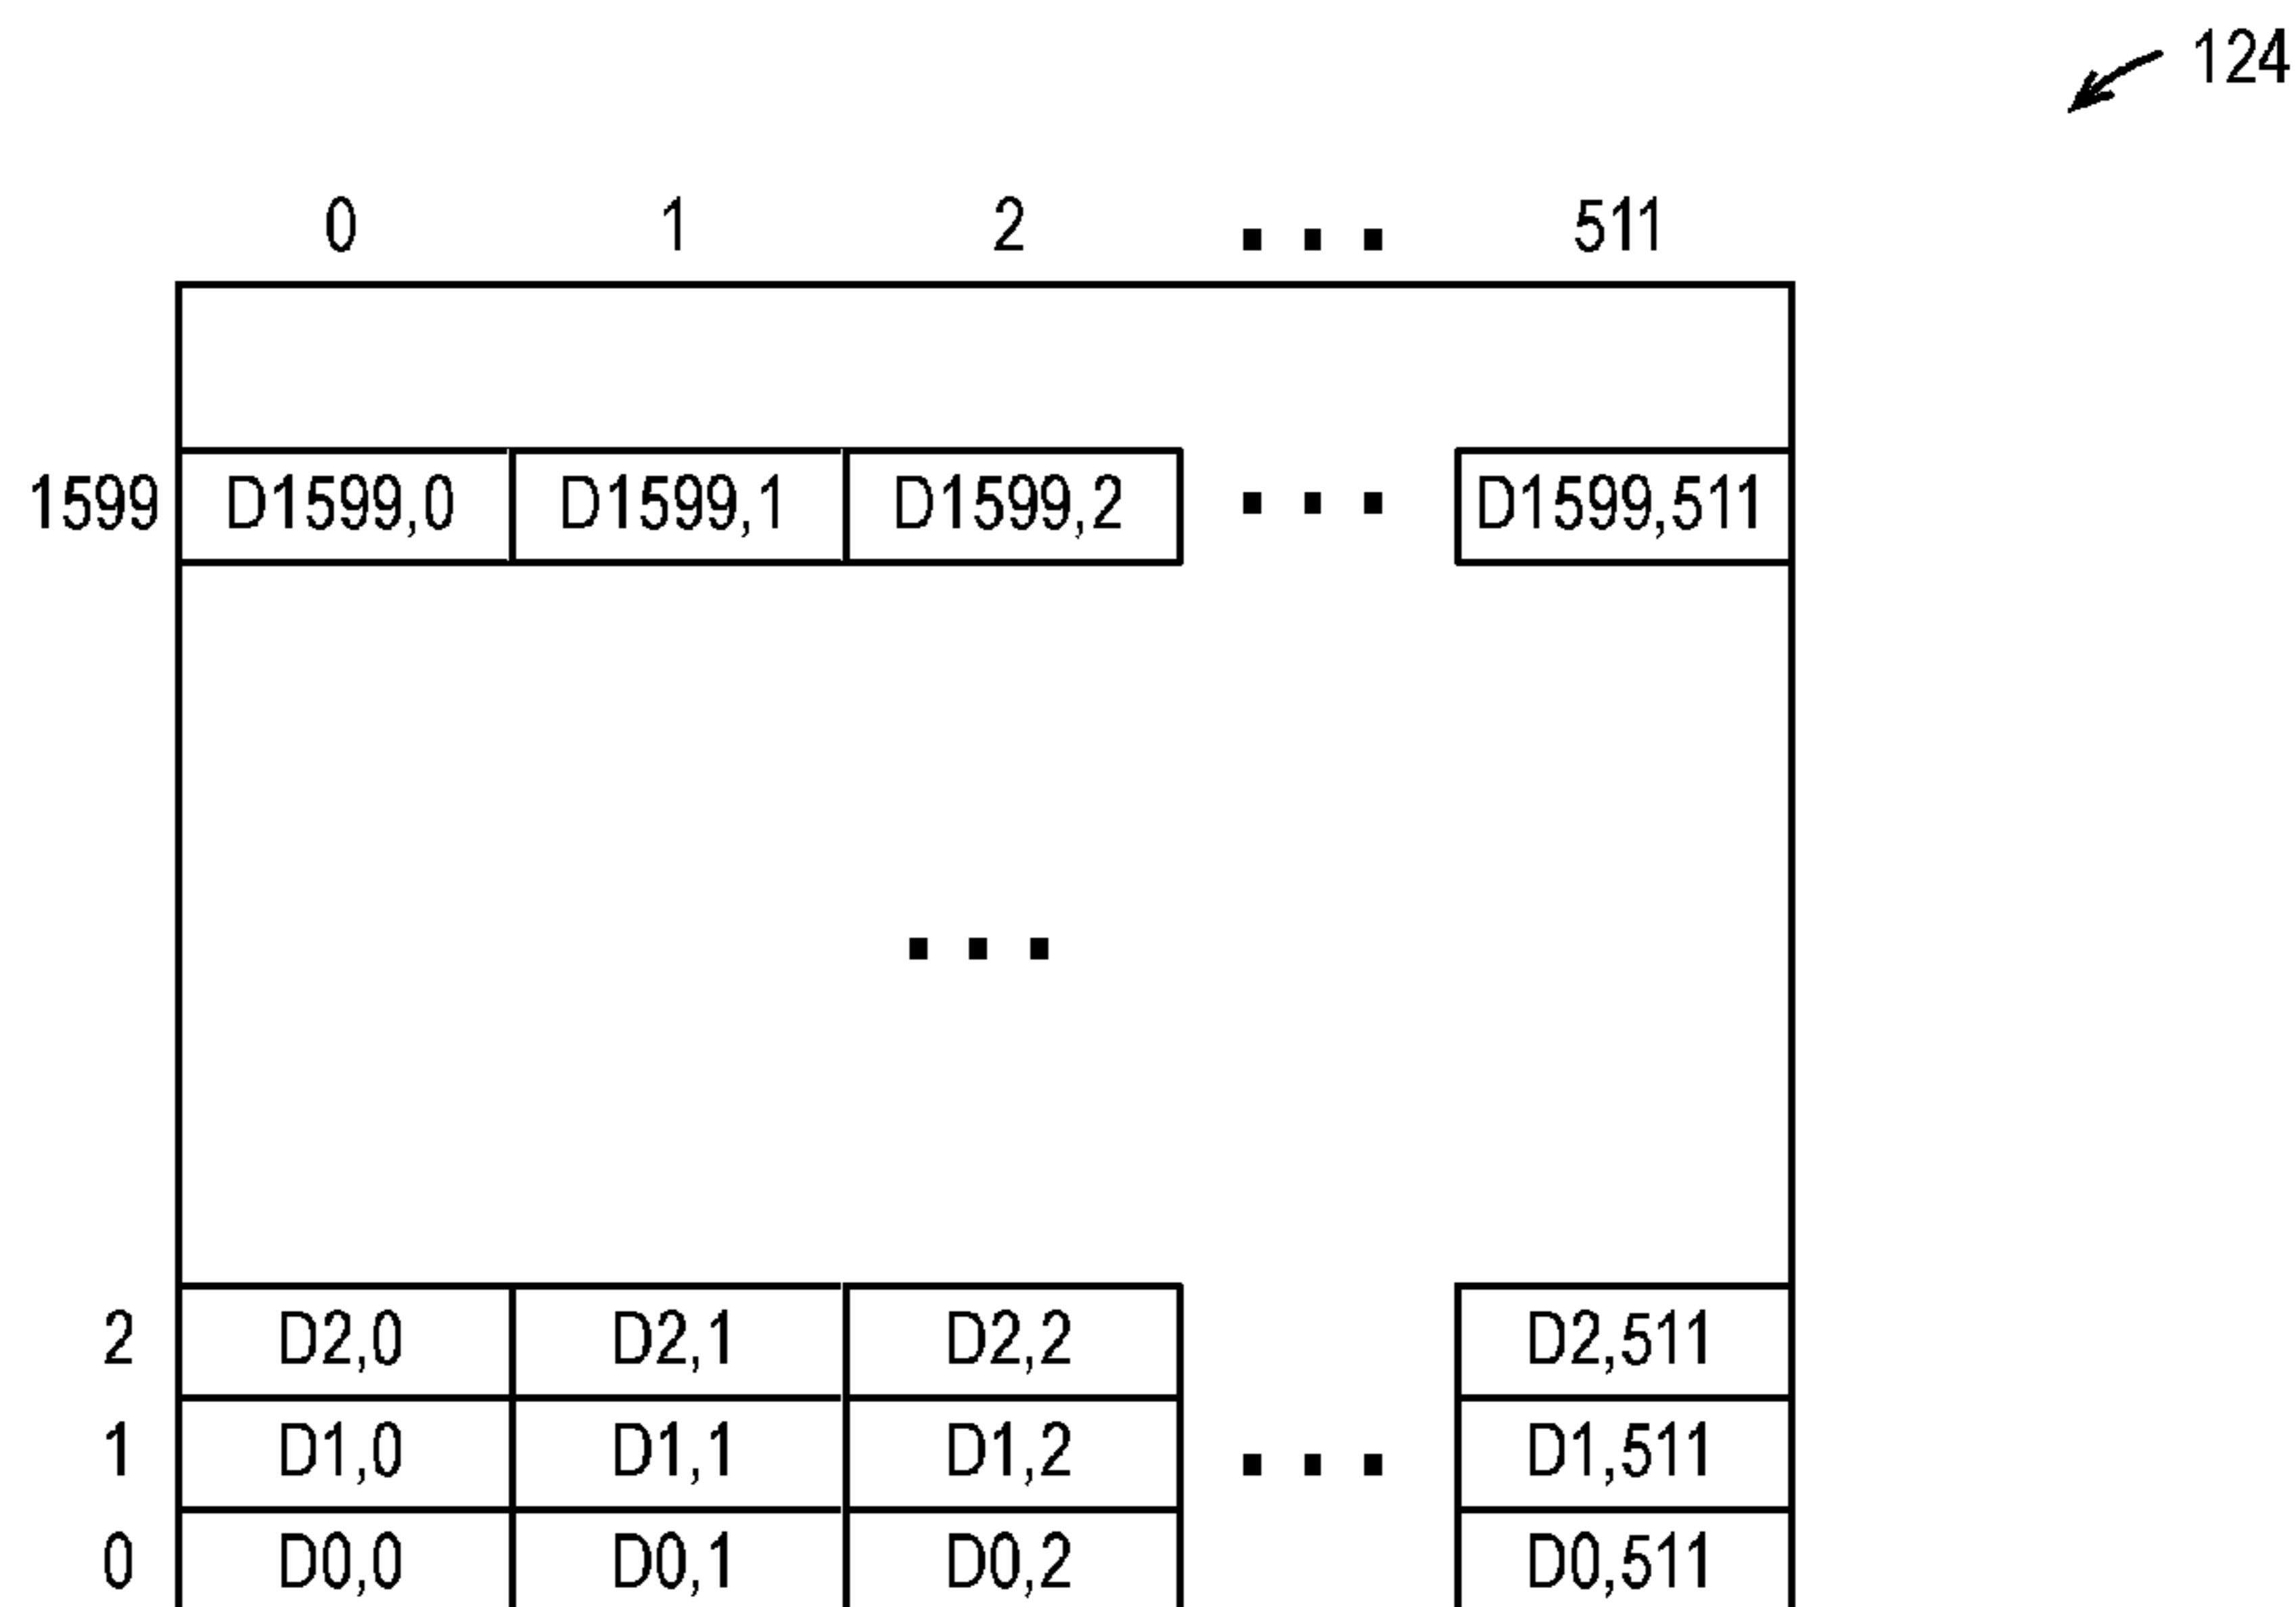 124
0 1 2 ... 511
1599 D1599,0 D1599,1 D1599,2 ... D1599,511
...
2 D2,0 D2,1 D2,2 D2,511
1 D1,0 D1,1 D1,2 ... D1,511
0 D0,0 D0,1 D0,2 D0,511